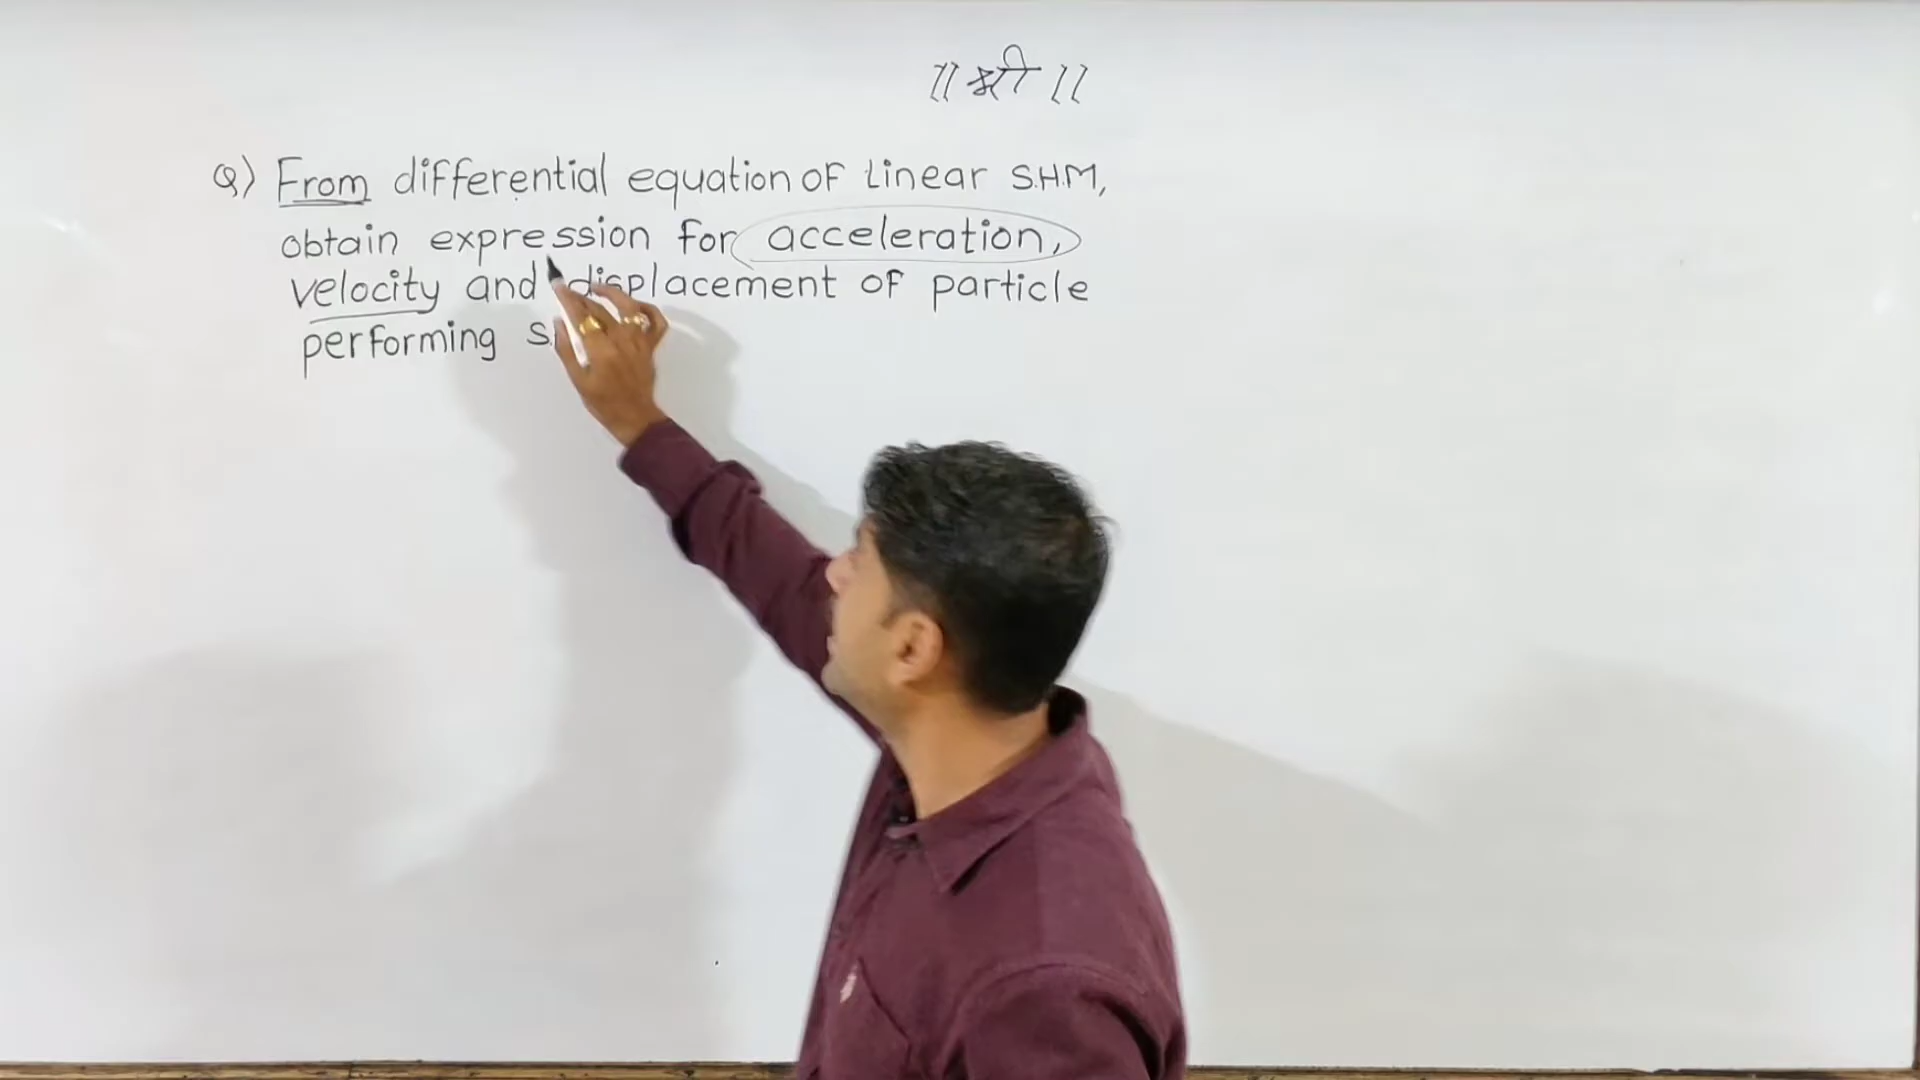 ॥ श्री ॥
Q) From differential equation of Linear S.H.M,
obtain expression for acceleration,
velocity and displacement of particle
performing